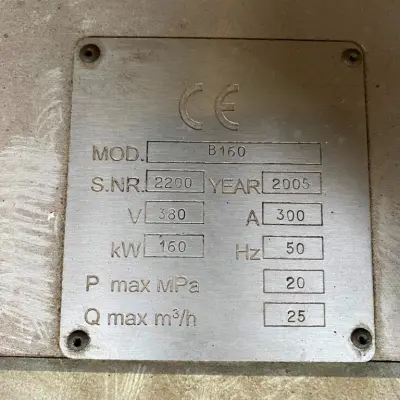 CE
MOD. B160
S.NR. 2200 YEAR 2005
V 380 A 300
kW 160 Hz 50
P max MPa 20
Q max m³/h 25